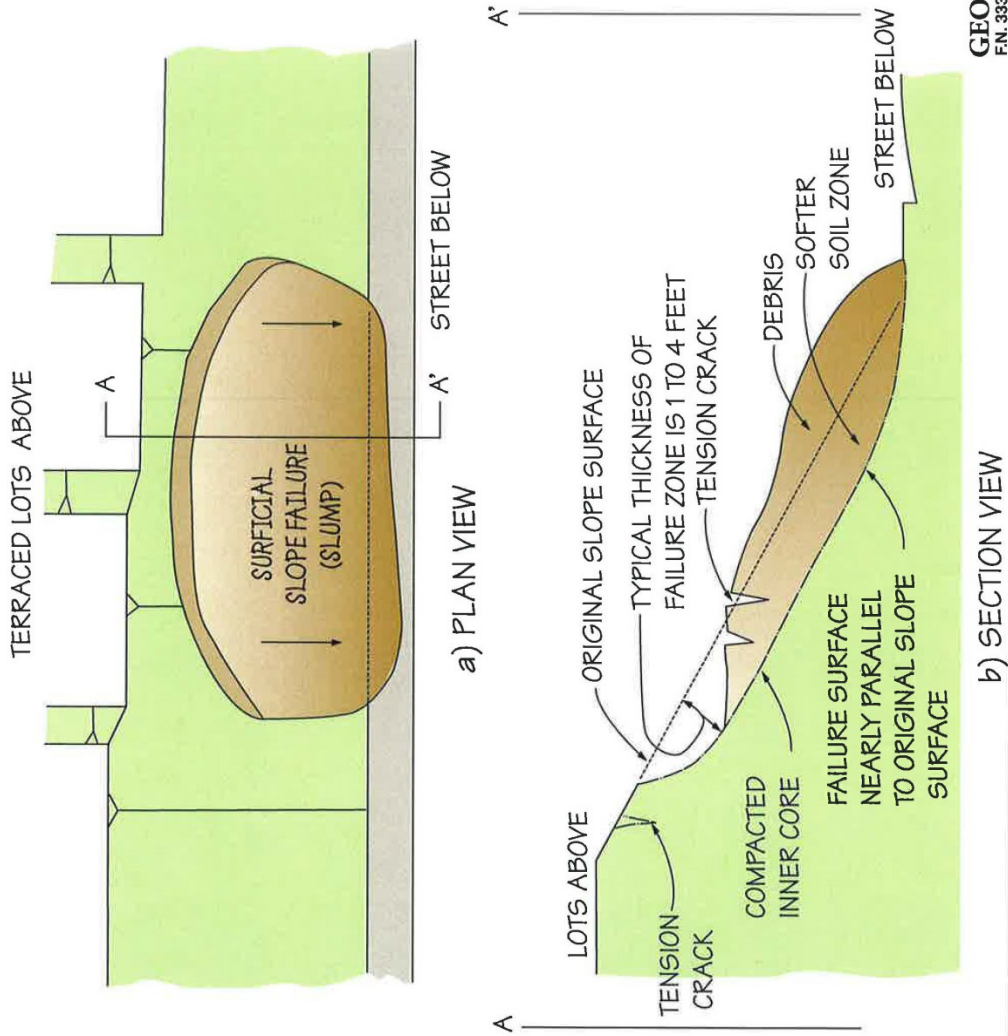 TERRACED LOTS ABOVE
A
SURFICIAL
SLOPE FAILURE
(SLUMP)
A'
STREET BELOW
a) PLAN VIEW
A
A'
LOTS ABOVE
ORIGINAL SLOPE SURFACE
TYPICAL THICKNESS OF
FAILURE ZONE IS 1 TO 4 FEET
TENSION CRACK
DEBRIS
SOFTER
SOIL ZONE
STREET BELOW
TENSION
CRACK
COMPACTED
INNER CORE
FAILURE SURFACE
NEARLY PARALLEL
TO ORIGINAL SLOPE
SURFACE
b) SECTION VIEW
GEO
F.N. 333